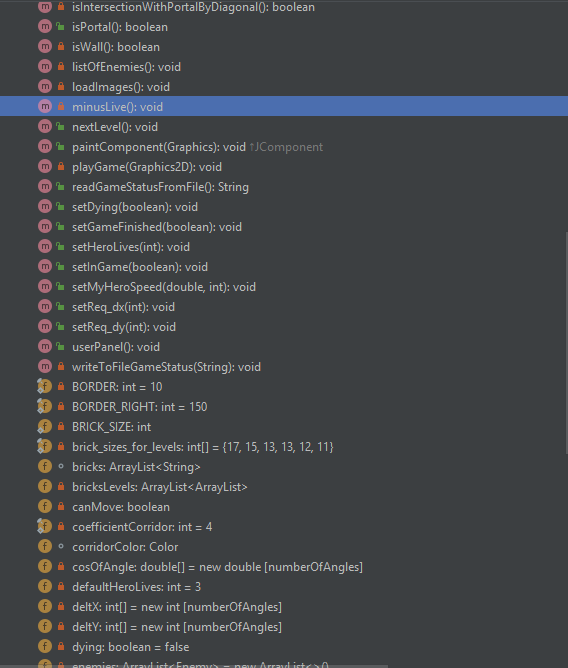 m isIntersectionWithPortalByDiagonal(): boolean
m isPortal(): boolean
m isWall(): boolean
m listOfEnemies(): void
m loadImages(): void
m minusLive(): void
m nextLevel(): void
m paintComponent(Graphics): void ↑JComponent
m playGame(Graphics2D): void
m readGameStatusFromFile(): String
m setDying(boolean): void
m setGameFinished(boolean): void
m setHeroLives(int): void
m setInGame(boolean): void
m setMyHeroSpeed(double, int): void
m setReq_dx(int): void
m setReq_dy(int): void
m userPanel(): void
m writeToFileGameStatus(String): void
f BORDER: int = 10
f BORDER_RIGHT: int = 150
f BRICK_SIZE: int
f brick_sizes_for_levels: int[] = {17, 15, 13, 13, 12, 11}
f bricks: ArrayList<String>
f bricksLevels: ArrayList<ArrayList>
f canMove: boolean
f coefficientCorridor: int = 4
f corridorColor: Color
f cosOfAngle: double[] = new double [numberOfAngles]
f defaultHeroLives: int = 3
f deltX: int[] = new int [numberOfAngles]
f deltY: int[] = new int [numberOfAngles]
f dying: boolean = false
f enemies: ArrayList<Enemy> = new ArrayList<>()